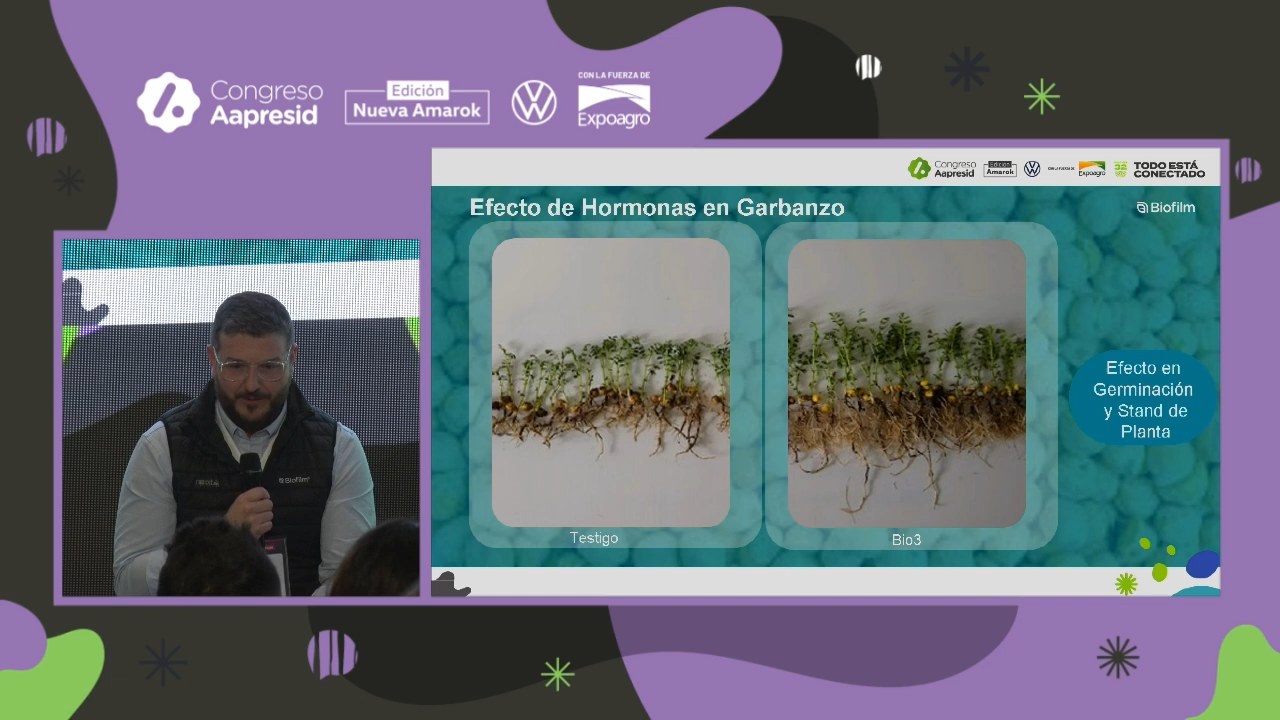 Congreso
Aapresid
Edición
Nueva Amarok
CON LA FUERZA DE
Expoagro
Congreso
Aapresid
Edición
Amarok
Expoagro
TODO ESTÁ
CONECTADO
Efecto de Hormonas en Garbanzo
Biofilm
Testigo
Bio3
Efecto en
Germinación
y Stand de
Planta
Biofilm